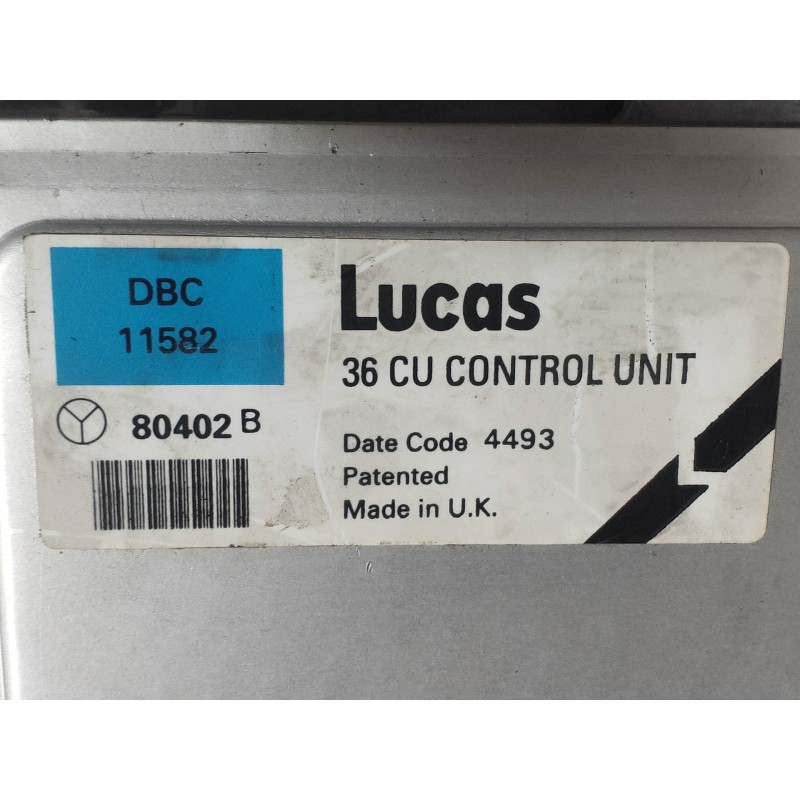 DBC
11582
80402 B
Lucas
36 CU CONTROL UNIT
Date Code 4493
Patented
Made in U.K.